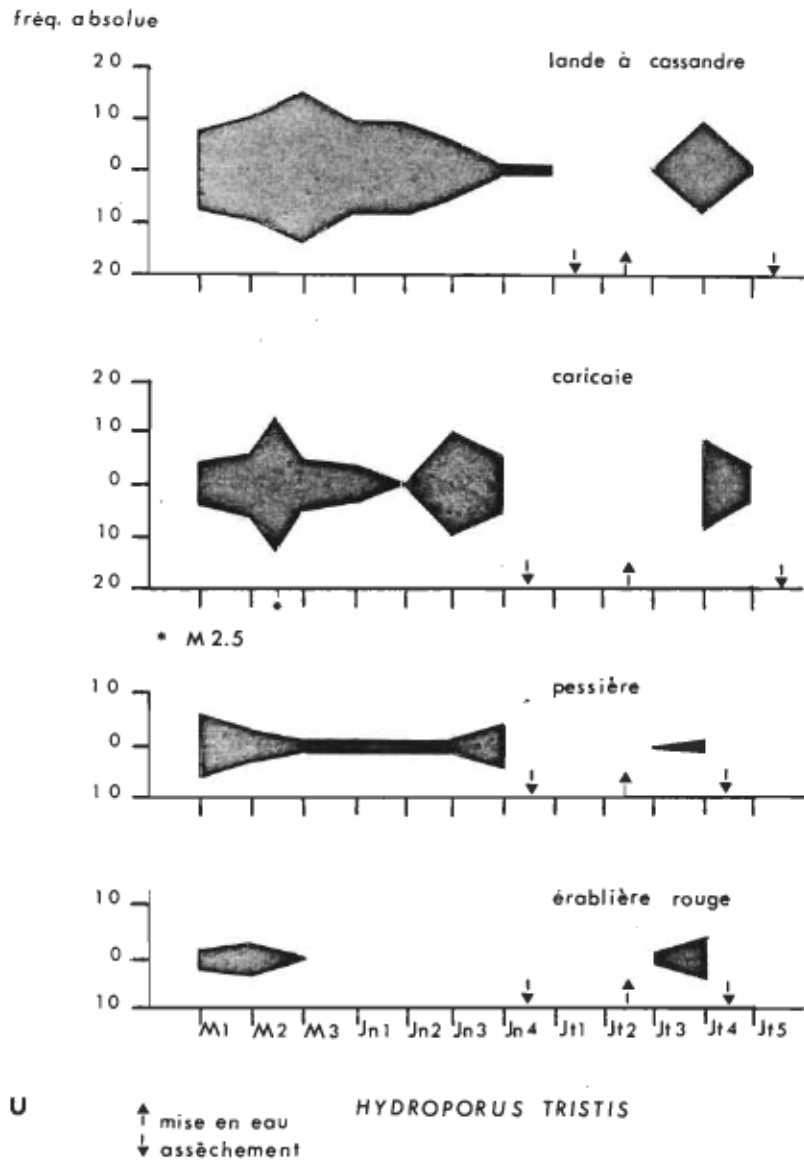 fréq. absolue
lande à cassandre
20
10
0
10
20
caricaie
20
10
0
10
20
*
* M 2.5
pessière
10
0
10
érablière rouge
10
0
10
M1 M2 M3 Jn1 Jn2 Jn3 Jn4 Jt1 Jt2 Jt3 Jt4 Jt5
U
HYDROPORUS TRISTIS
mise en eau
assèchement